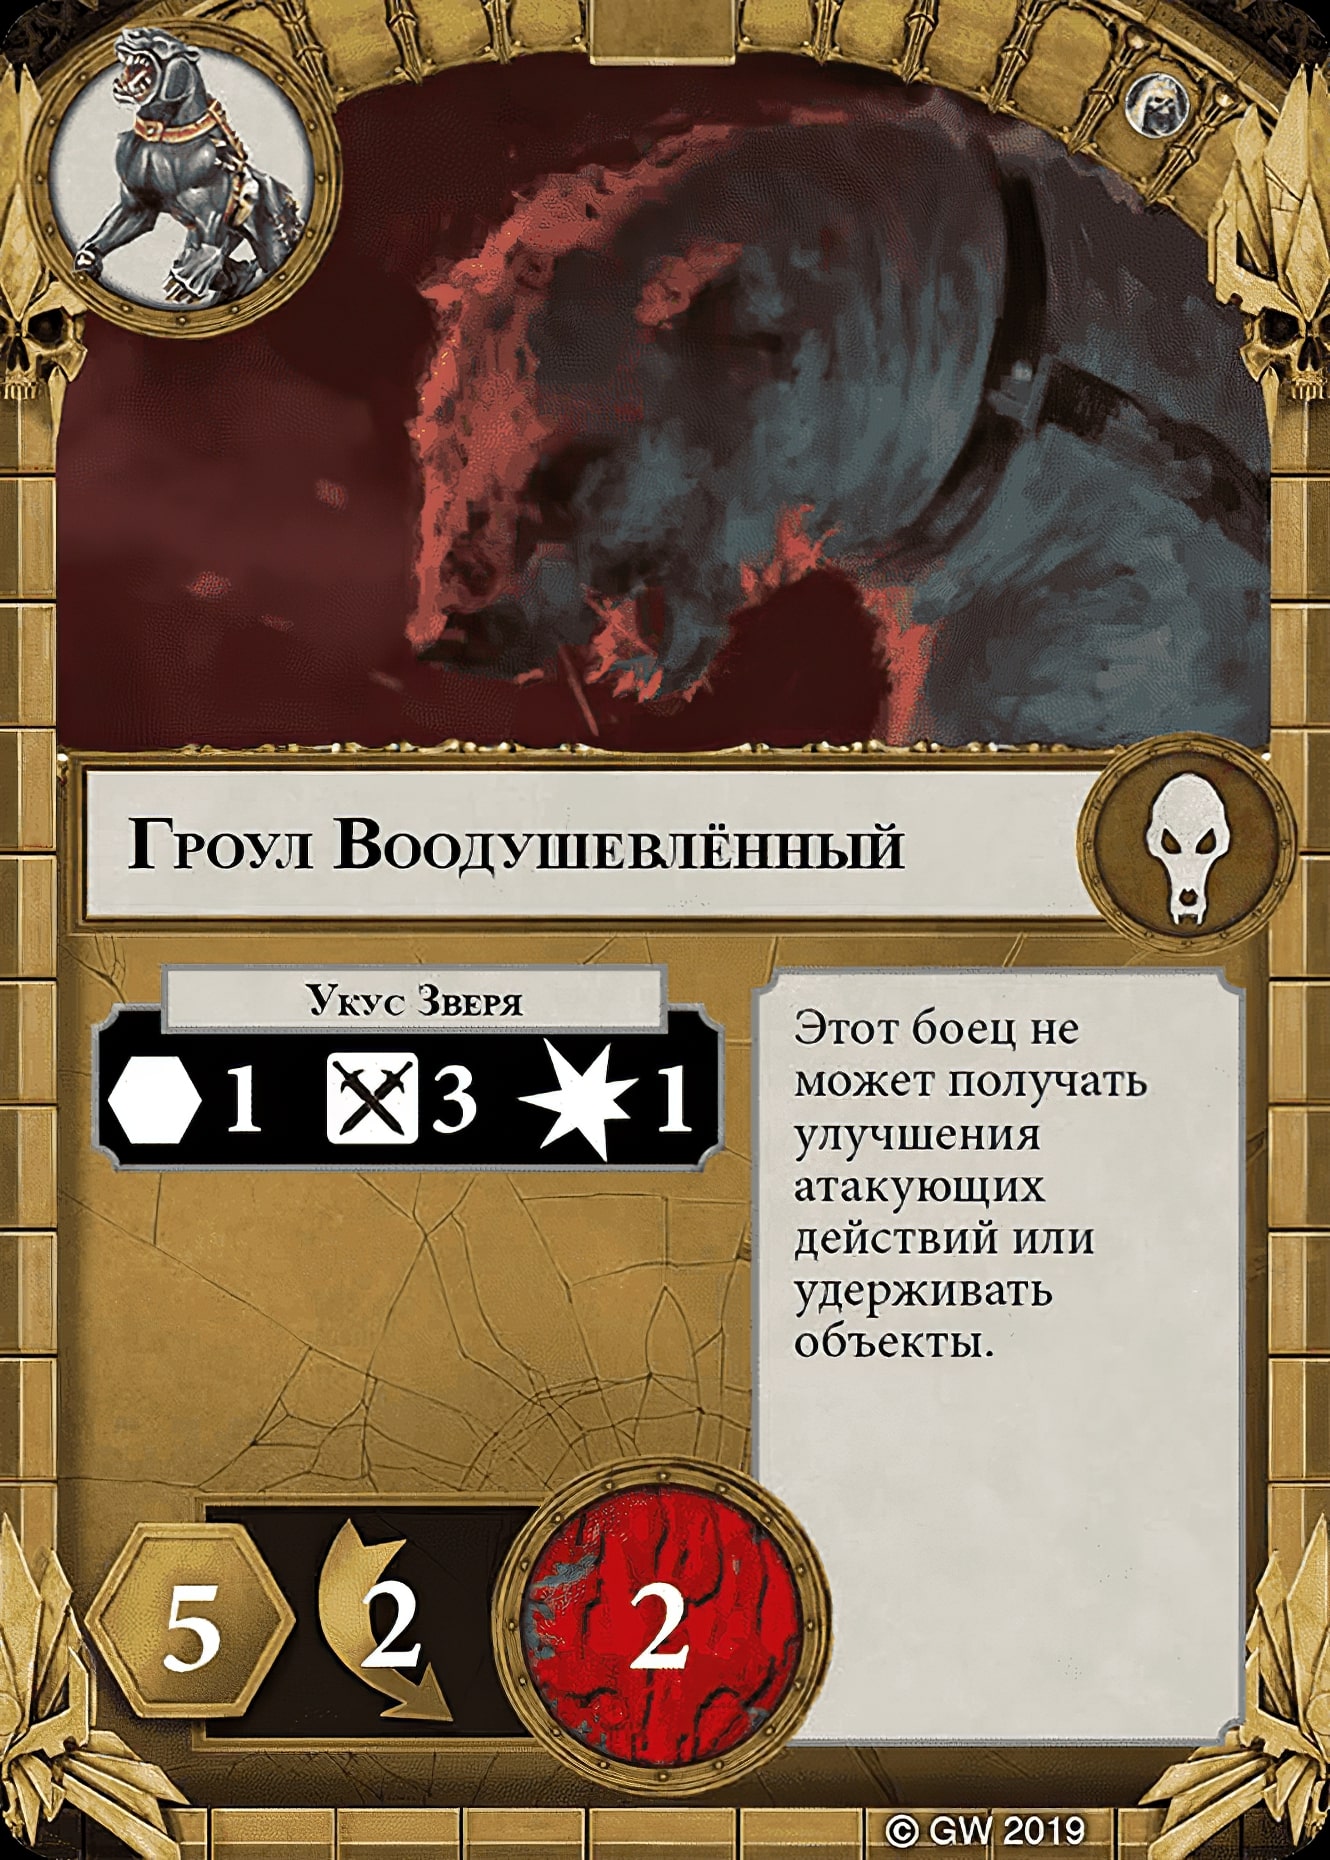 Гроул Воодушевлённый
Укус Зверя
1 3 1
Этот боец не
может получать
улучшения
атакующих
действий или
удерживать
объекты.
5 2 2
© GW 2019